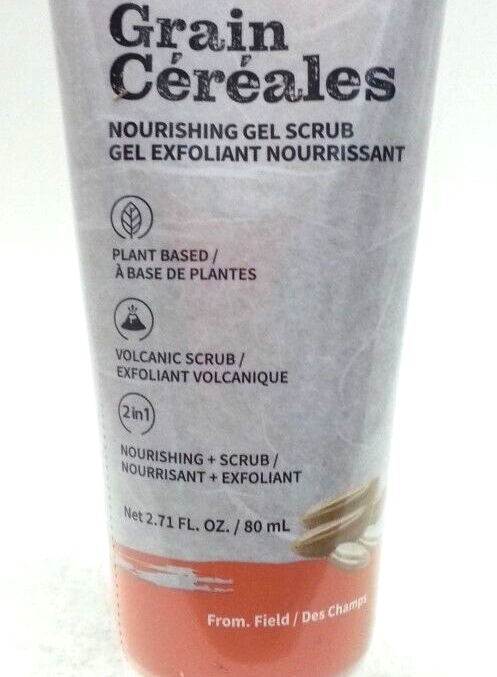 Grain
Céréales
NOURISHING GEL SCRUB
GEL EXFOLIANT NOURRISSANT
PLANT BASED /
À BASE DE PLANTES
VOLCANIC SCRUB /
EXFOLIANT VOLCANIQUE
2in1
NOURISHING + SCRUB /
NOURRISANT + EXFOLIANT
Net 2.71 FL. OZ. / 80 mL
From. Field / Des Champs